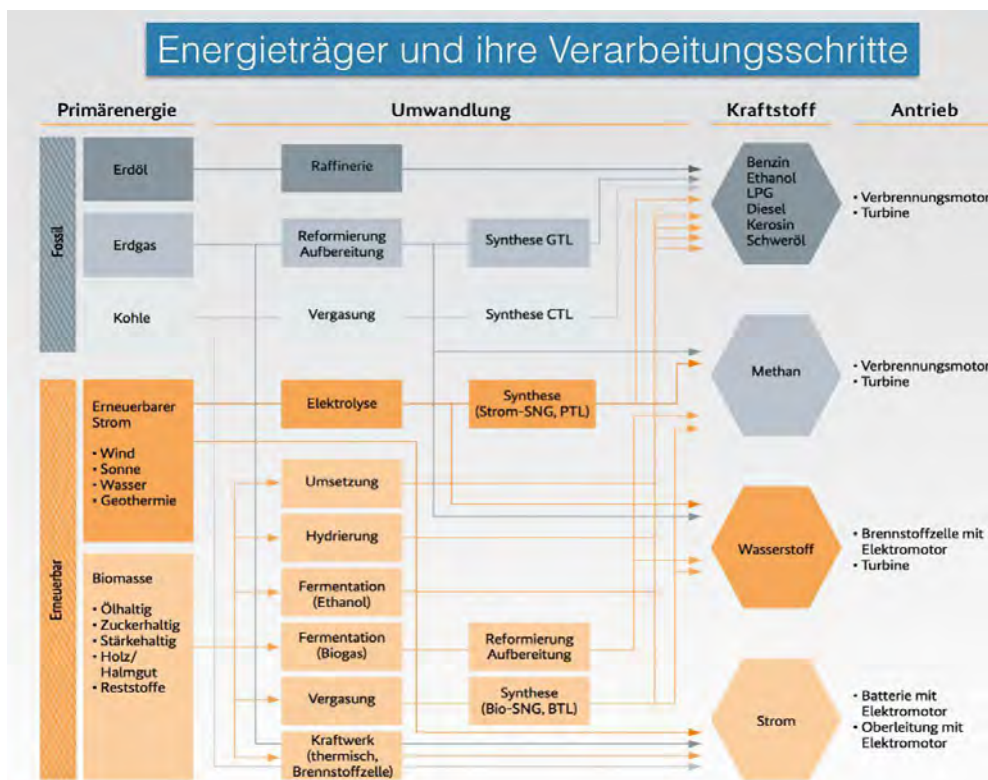 Energieträger und ihre Verarbeitungsschritte
Primärenergie
Umwandlung
Kraftstoff
Antrieb
Fossil
Erdöl
Raffinerie
Benzin
Ethanol
LPG
Diesel
Kerosin
Schweröl
• Verbrennungsmotor
• Turbine
Erdgas
Reformierung
Aufbereitung
Synthese GTL
Kohle
Vergasung
Synthese CTL
Methan
• Verbrennungsmotor
• Turbine
Erneuerbar
Erneuerbarer
Strom
• Wind
• Sonne
• Wasser
• Geothermie
Elektrolyse
Synthese
(Strom-SNG, PTL)
Umsetzung
Hydrierung
Wasserstoff
• Brennstoffzelle mit
Elektromotor
• Turbine
Biomasse
• Ölhaltig
• Zuckerhaltig
• Stärkehaltig
• Holz/
Halmgut
• Reststoffe
Fermentation
(Ethanol)
Fermentation
(Biogas)
Reformierung
Aufbereitung
Vergasung
Synthese
(Bio-SNG, BTL)
Kraftwerk
(thermisch,
Brennstoffzelle)
Strom
• Batterie mit
Elektromotor
• Oberleitung mit
Elektromotor